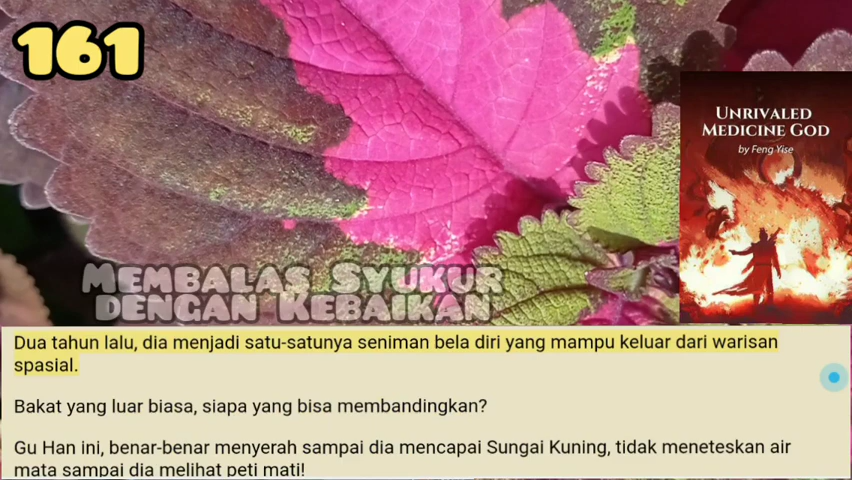 161
UNRIVALED
MEDICINE GOD
by Feng Yise
MEMBALAS SYUKUR
DENGAN KEBAIKAN
Dua tahun lalu, dia menjadi satu-satunya seniman bela diri yang mampu keluar dari warisan
spasial.
Bakat yang luar biasa, siapa yang bisa membandingkan?
Gu Han ini, benar-benar menyerah sampai dia mencapai Sungai Kuning, tidak meneteskan air
mata sampai dia melihat peti mati!